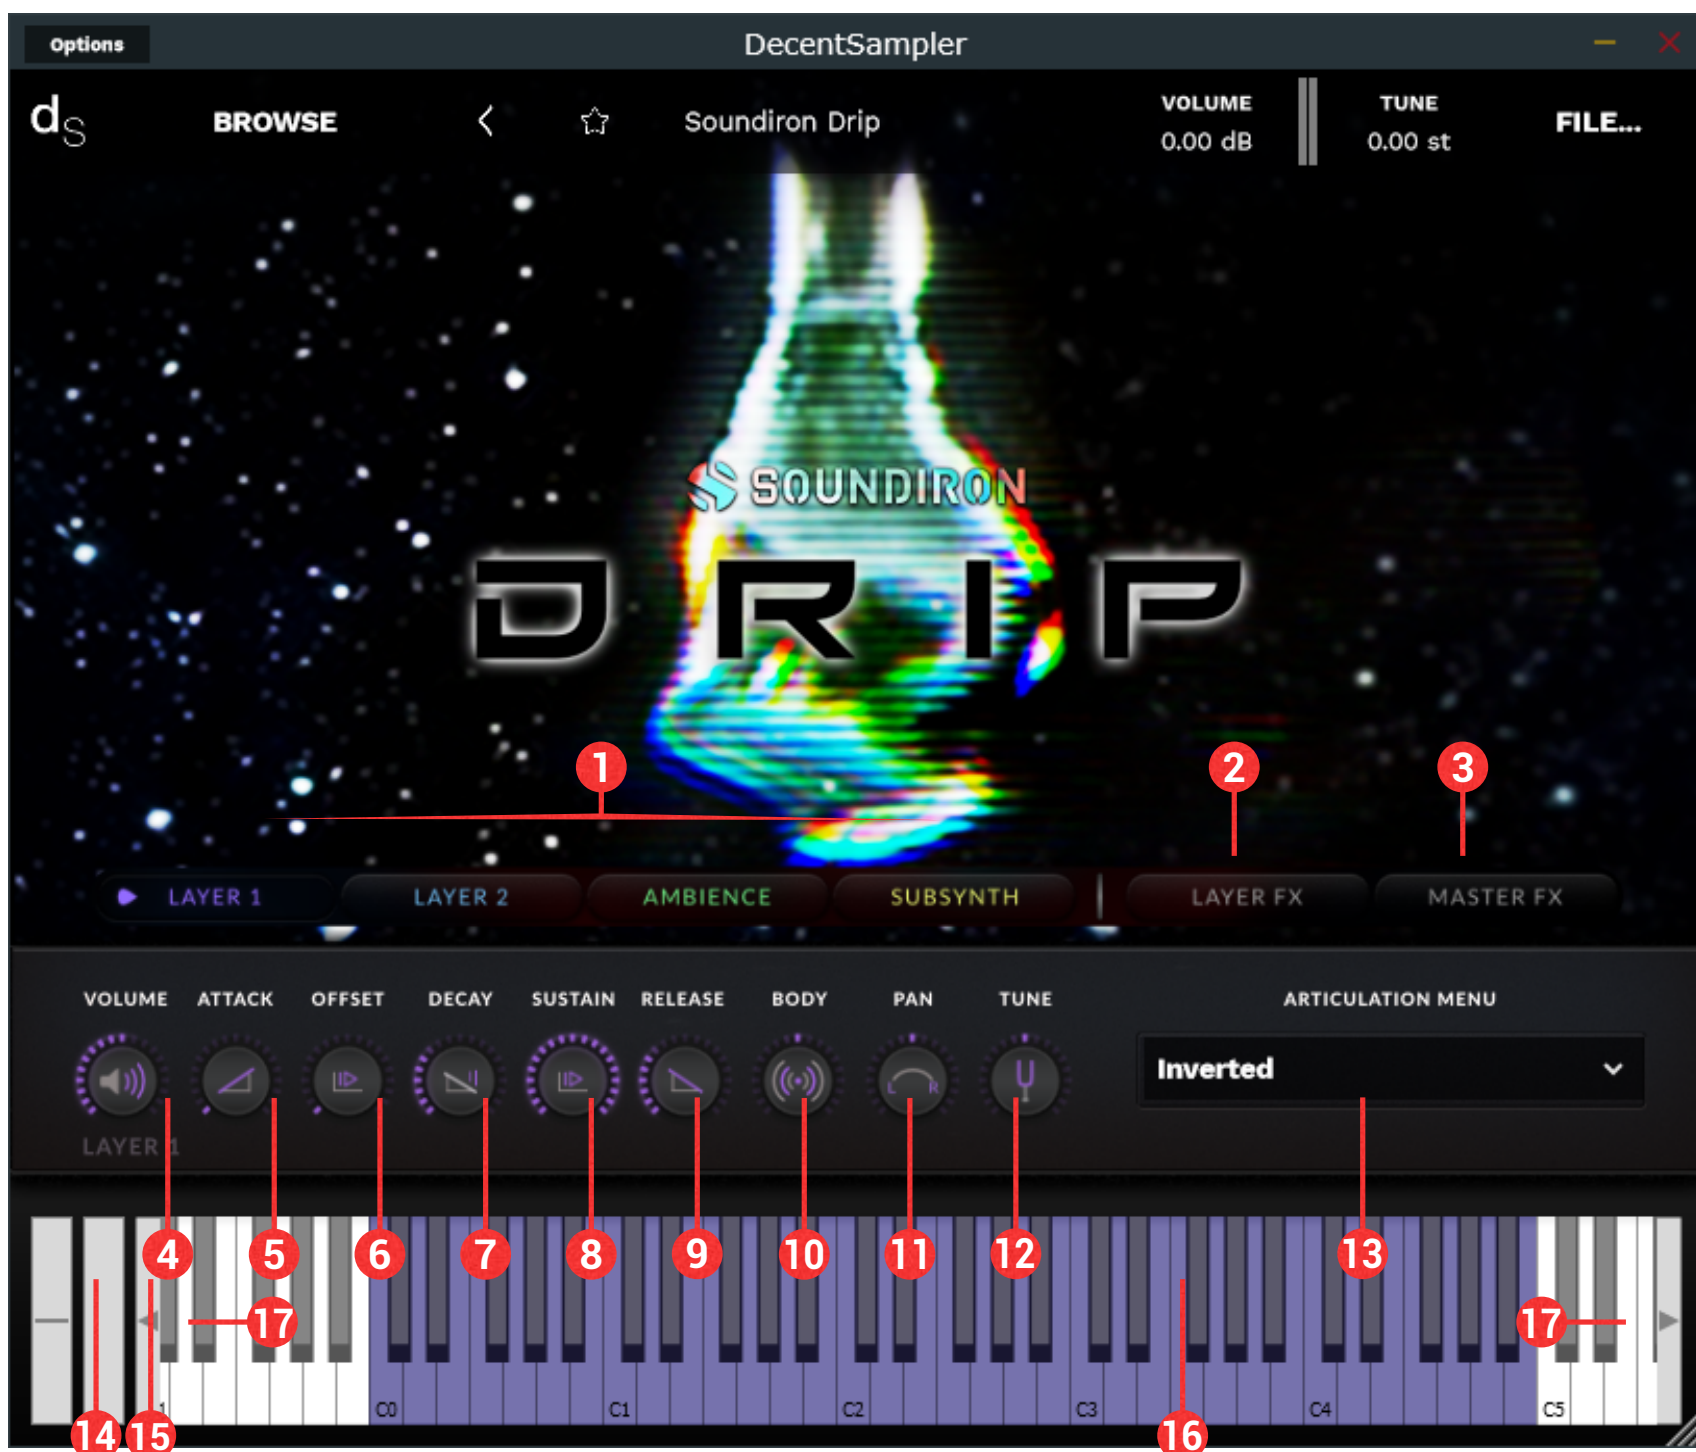 Options
DecentSampler
dS
BROWSE
Soundiron Drip
VOLUME
0.00 dB
TUNE
0.00 st
FILE...
SOUNDIRON
DRIP
1
2
3
LAYER 1
LAYER 2
AMBIENCE
SUBSYNTH
LAYER FX
MASTER FX
VOLUME ATTACK OFFSET DECAY SUSTAIN RELEASE BODY PAN TUNE ARTICULATION MENU
L R
Inverted
LAYER 1
4 5 6 7 8 9 10 11 12 13
17 17
C0 C1 C2 C3 C4 C5
14 15 16